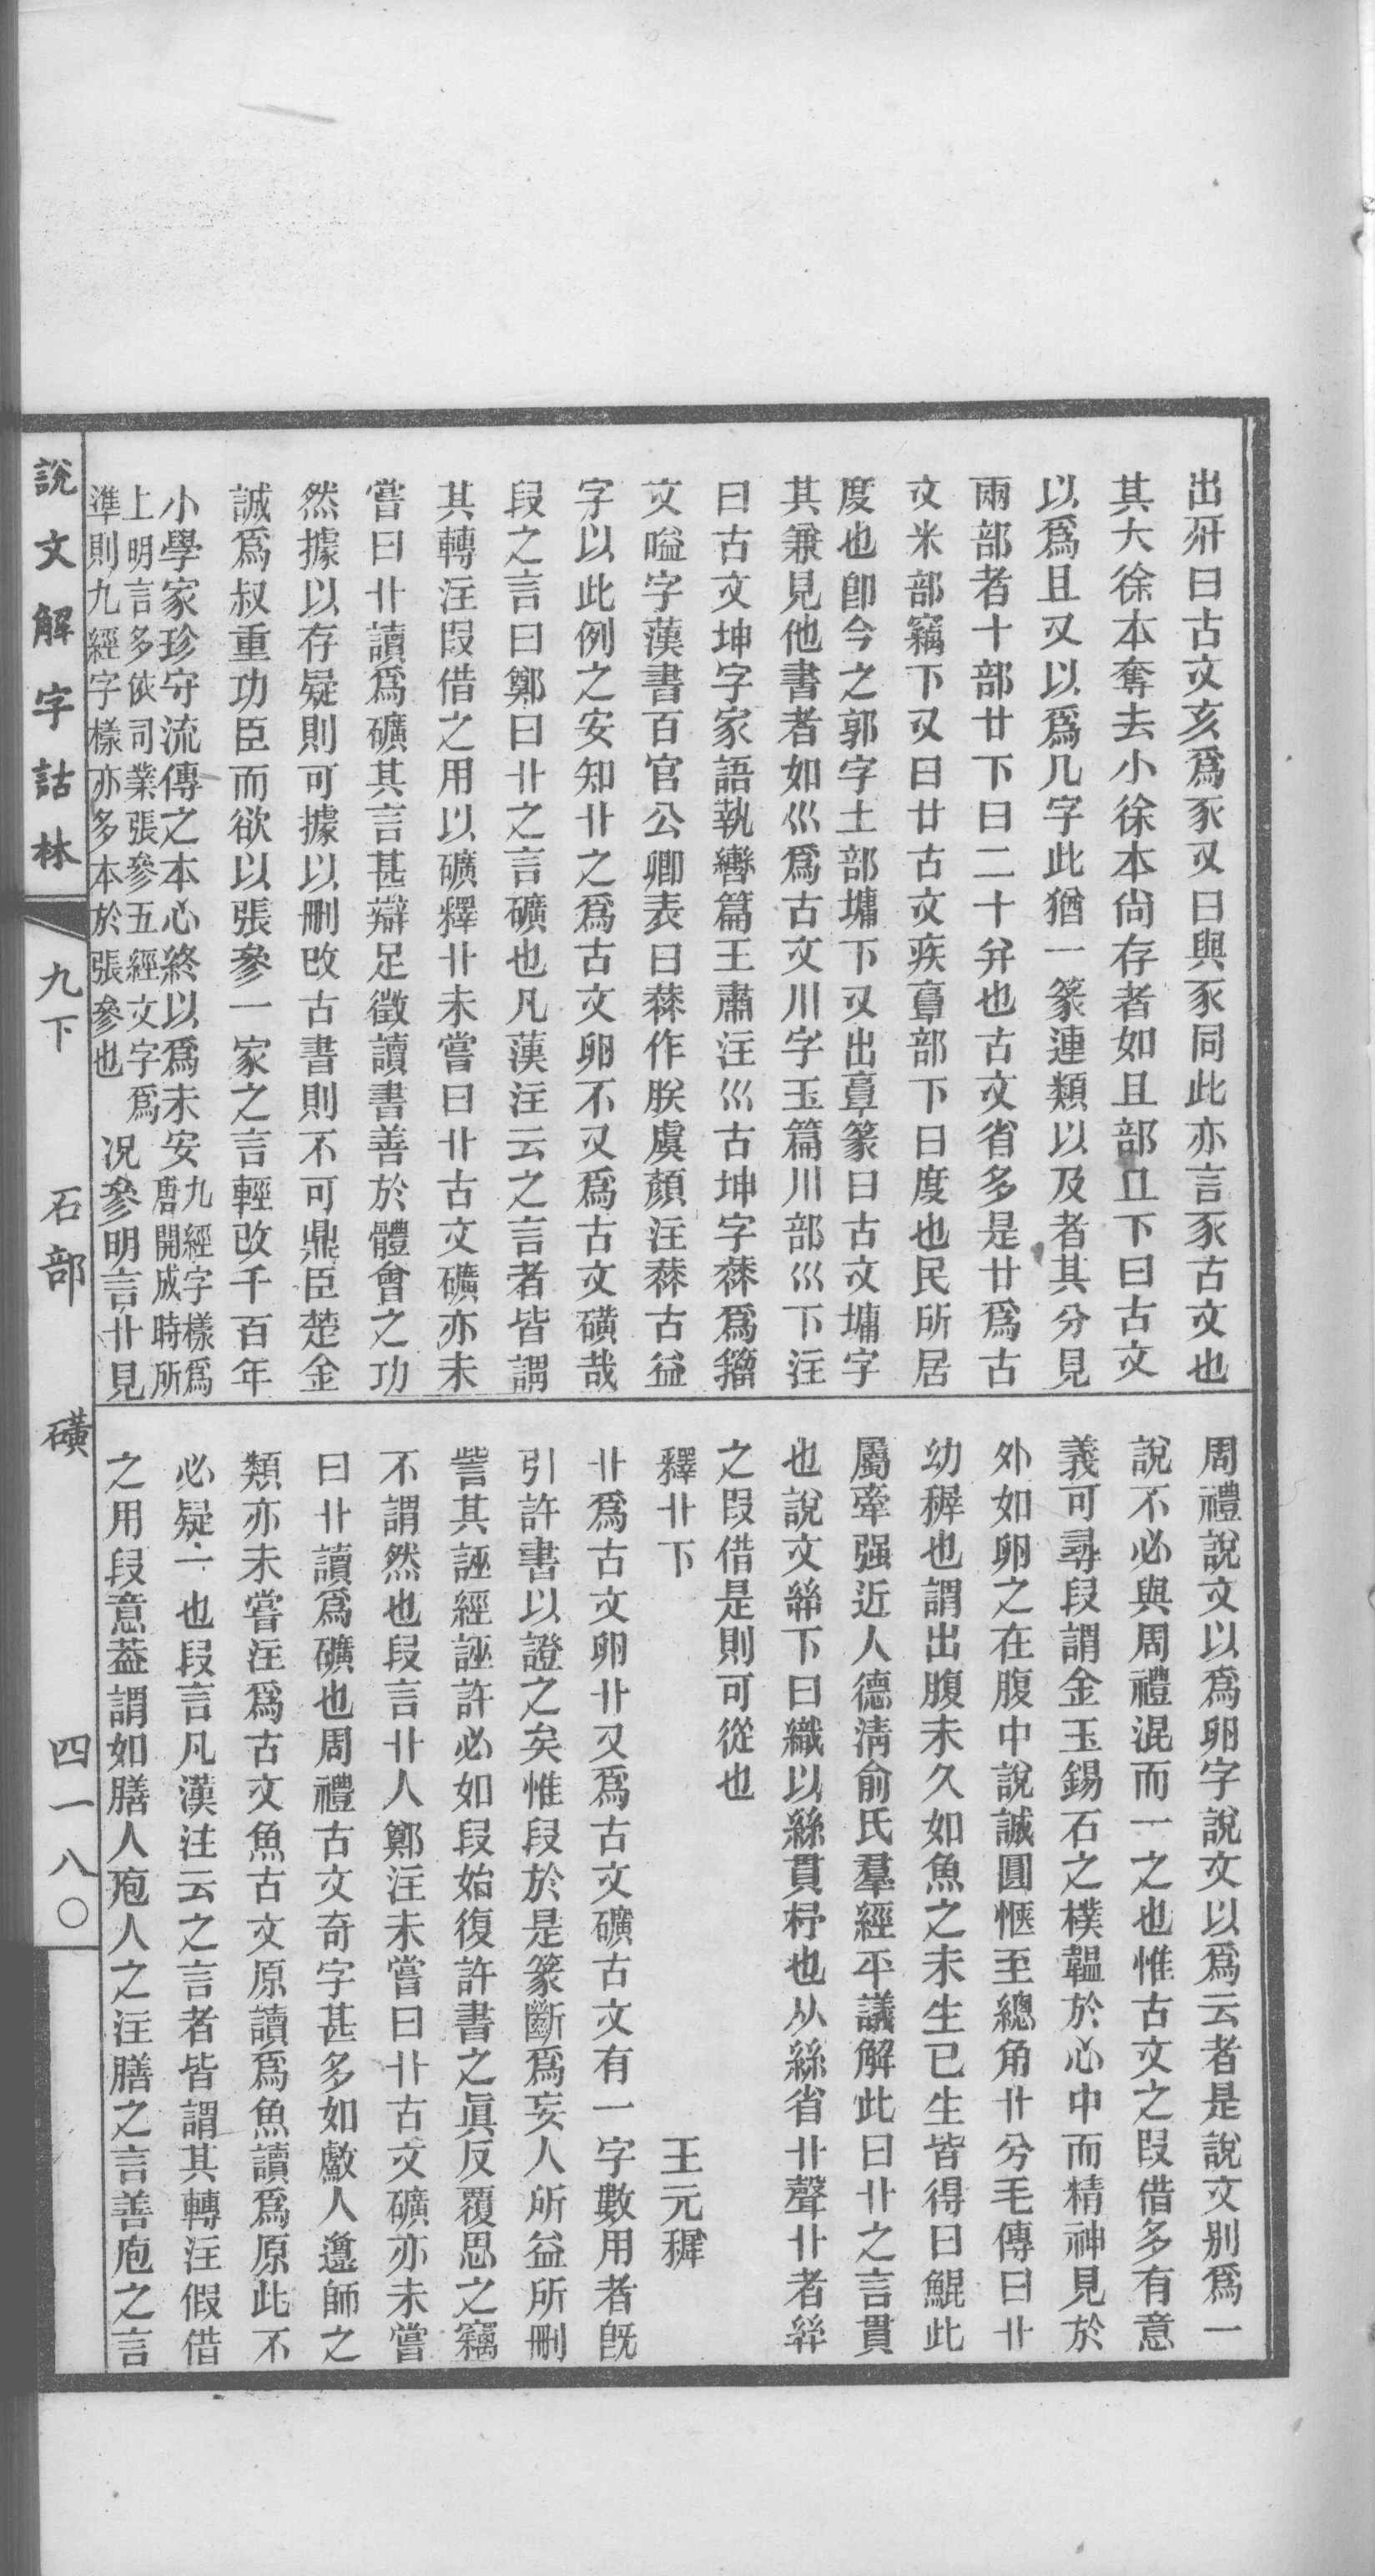 出𠀬曰古文亥爲豕又曰與豕同此亦言豕古文也
其大徐本奪去小徐本尙存者如且部𠀃下曰古文
以爲且又以爲几字此猶一篆連類以及者其分見
兩部者十部廿下曰二十幷也古文省多是廿爲古
文米部竊下又曰廿古文疾𩫖部下曰度也民所居
度也卽今之郭字土部墉下又出𩫖篆曰古文墉字
其兼見他書者如巛爲古文川字玉篇川部巛下注
曰古文坤字家語執轡篇王肅注巛古坤字𦳝爲籀
文嗌字漢書百官公卿表曰𦳝作朕虞顏注𦳝古益
字以此例之安知卝之爲古文卵不又爲古文磺哉
段之言曰鄭曰卝之言礦也凡漢注云之言者皆謂
其轉注叚借之用以礦釋卝未嘗曰卝古文礦亦未
嘗曰卝讀爲礦其言甚辯足徵讀書善於體會之功
然據以存疑則可據以刪改古書則不可鼎臣楚金
誠爲叔重功臣而欲以張參一家之言輕改千百年
小學家珍守流傳之本心終以爲未安九經字樣爲唐開成時所
上明言多依司業張參五經文字爲準則九經字樣亦多本於張參也況參明言卝見
周禮說文以爲卵字說文以爲云者是說文別爲一
說不必與周禮混而一之也惟古文之叚借多有意
義可尋段謂金玉錫石之樸韞於心中而精神見於
外如卵之在腹中說誠圓愜至總角卝兮毛傳曰卝
幼穉也謂出腹未久如魚之未生已生皆得曰鯤此
屬牽强近人德淸俞氏羣經平議解此曰卝之言貫
也說文𢇇下曰織以絲貫杼也从絲省卝聲卝者𢇇
之叚借是則可從也
釋卝下 王元穉
卝爲古文卵卝又爲古文礦古文有一字數用者旣
引許書以證之矣惟段於是篆斷爲妄人所益所刪
訾其誣經誣許必如段始復許書之眞反覆思之竊
不謂然也段言卝人鄭注未嘗曰卝古文礦亦未嘗
曰卝讀爲礦也周禮古文奇字甚多如䱷人邍師之
類亦未嘗注爲古文魚古文原讀爲魚讀爲原此不
必疑一也段言凡漢注云之言者皆謂其轉注假借
之用段意葢謂如膳人庖人之注膳之言善庖之言
說文解字詁林 九下 石部 磺 四一八〇